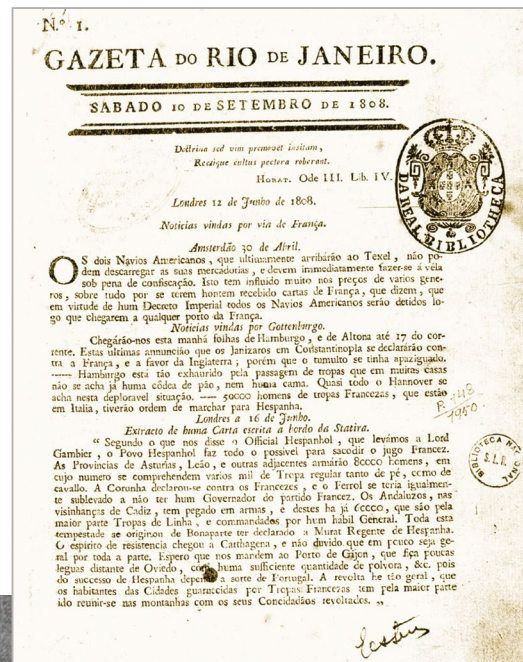 N.º 1.
GAZETA DO RIO DE JANEIRO.
SABADO 10 DE SETEMBRO DE 1808.
Doctrina sed vim promovet insitam,
Rectique cultus pectora roborant.
HORAT. Ode III. Lib. IV.
DA REAL BIBLIOTHECA
Londres 12 de Junho de 1808.
Noticias vindas por via de França.
Amsterdão 30 de Abril.
OS dois Navios Americanos, que ultimamente arribárão ao Texel, não po-
dem descarregar as suas mercadorias, e devem immediatamente fazer-se á véla
sob pena de confiscação. Isto tem influido muito nos preços de varios gene-
ros, sobre tudo por se terem hontem recebido cartas de França, que dizem, que
em virtude de hum Decreto Imperial todos os Navios Americanos serão detidos lo-
go que chegarem a qualquer porto da França.
Noticias vindas por Gottenburgo.
Chegárão-nos esta manhã folhas de Hamburgo, e de Altona até 17 do cor-
rente. Estas ultimas annuncião que os Janizaros em Constantinopla se declarárão con-
tra a França, e a favor da Inglaterra; porém que o tumulto se tinha apaziguado.
----- Hamburgo está tão exhaurido pela passagem de tropas que em muitas casas
não se acha já huma côdea de pão, nem huma cama. Quasi todo o Hannover se
acha nesta deploravel situação. ---- 50000 homens de tropas Francezas, que estão
em Italia, tiverão ordem de marchar para Hespanha.
Londres a 16 de Junho.
Extracto de huma Carta escrita a bordo da Statira.
“ Segundo o que nos disse o Official Hespanhol, que levámos a Lord
Gambier, o Povo Hespanhol faz todo o possivel para sacodir o jugo Francez.
As Provincias de Asturias, Leão, e outras adjacentes armárão 80000 homens, em
cujo numero se comprehendem varios mil de Tropa regular tanto de pé, como de
cavallo. A Corunha declarou-se contra os Francezes, e o Ferrol se teria igualmen-
te sublevado a não ter hum Governador do partido Francez. Os Andaluzos, nas
visinhanças de Cadiz, tem pegado em armas, e destes ha já 60000, que são pela
maior parte Tropas de Linha, e commandados por hum habil General. Toda esta
tempestade se originou de Bonaparte ter declarado a Murat Regente de Hespanha.
O espirito de resistencia chegou a Carthagena, e não duvido que em pouco seja ge-
ral por toda a parte. Espero que nos mandem ao Porto de Gijon, que fica poucas
leguas distante de Oviedo, com huma sufficiente quantidade de polvora, &c. pois
do successo de Hespanha depende a sorte de Portugal. A revolta he tão geral, que
os habitantes das Cidades guarnecidas por Tropas Francezas tem pela maior parte
ido reunir-se nas montanhas com os seus Concidadãos revoltados. „
BIBLIOTECA NACIONAL